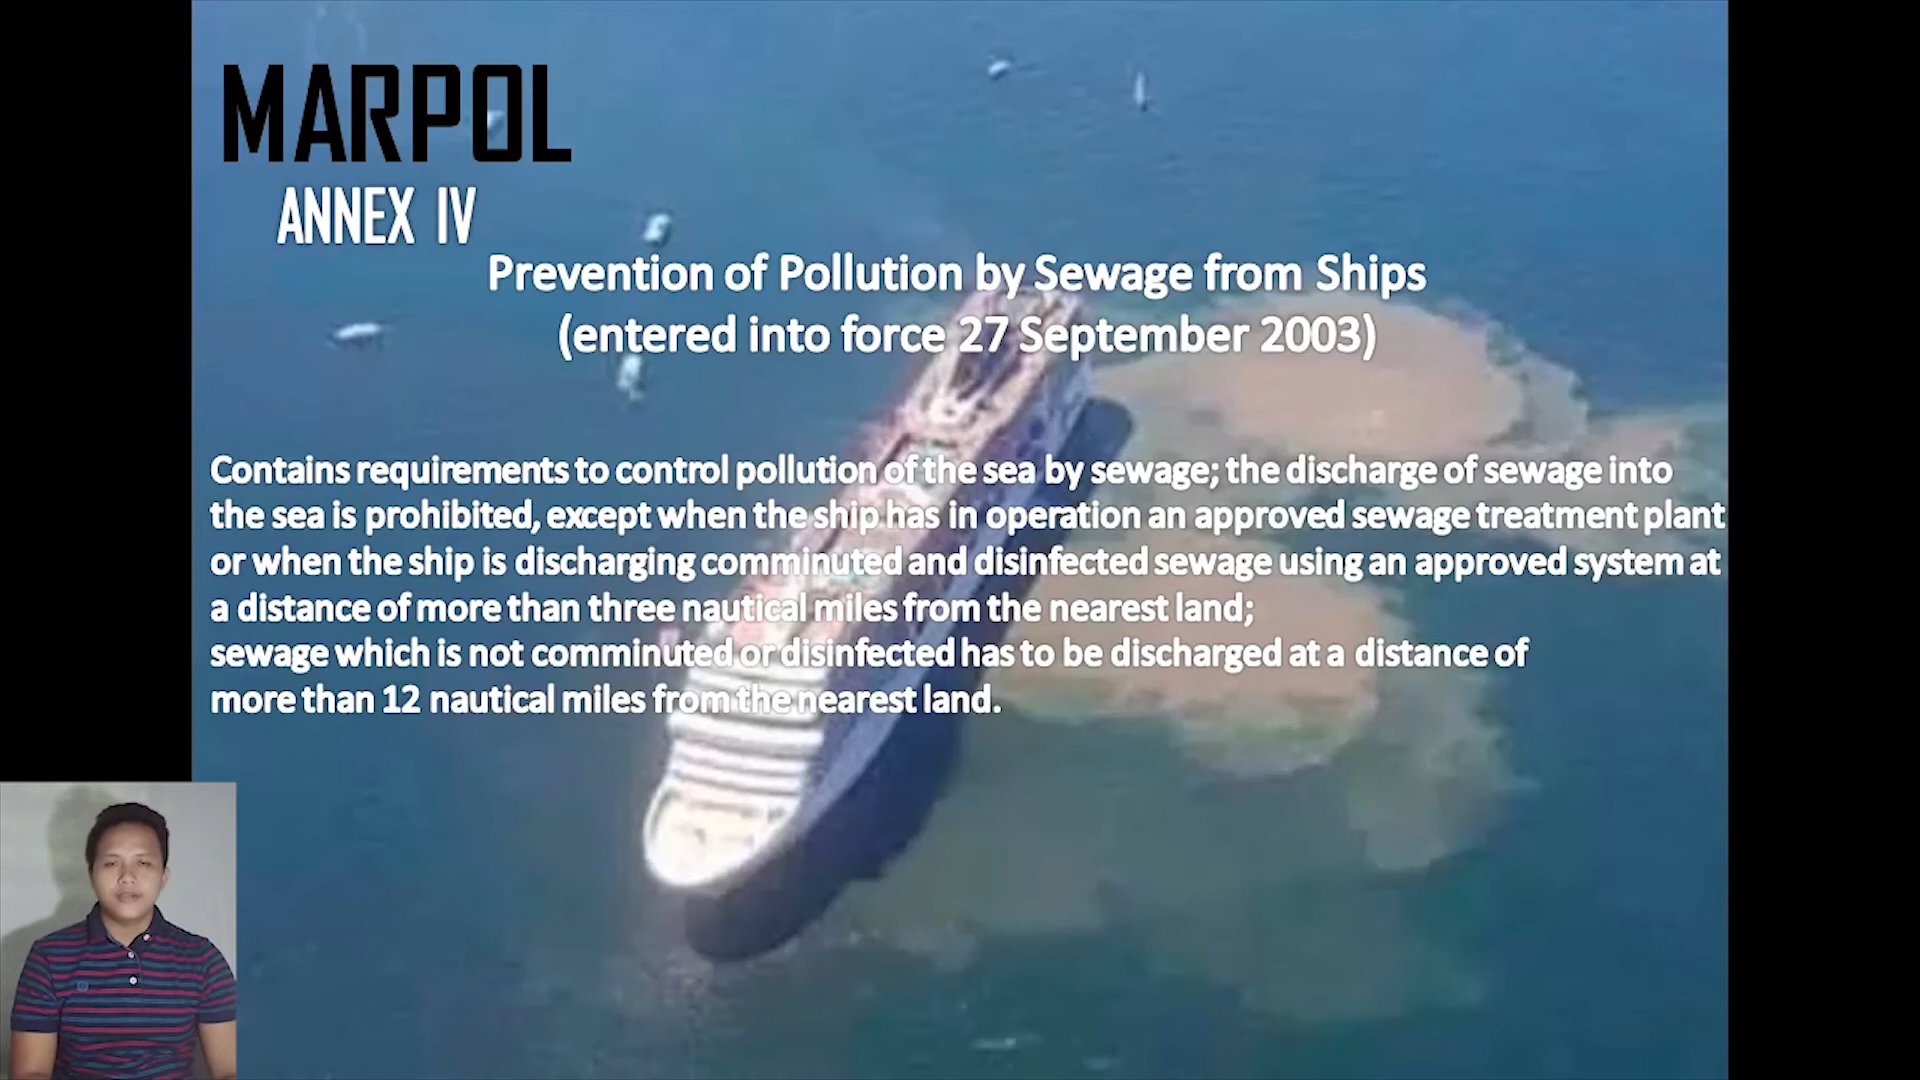 MARPOL
ANNEX IV
Prevention of Pollution by Sewage from Ships
(entered into force 27 September 2003)
Contains requirements to control pollution of the sea by sewage; the discharge of sewage into
the sea is prohibited, except when the ship has in operation an approved sewage treatment plant
or when the ship is discharging comminuted and disinfected sewage using an approved system at
a distance of more than three nautical miles from the nearest land;
sewage which is not comminuted or disinfected has to be discharged at a distance of
more than 12 nautical miles from the nearest land.